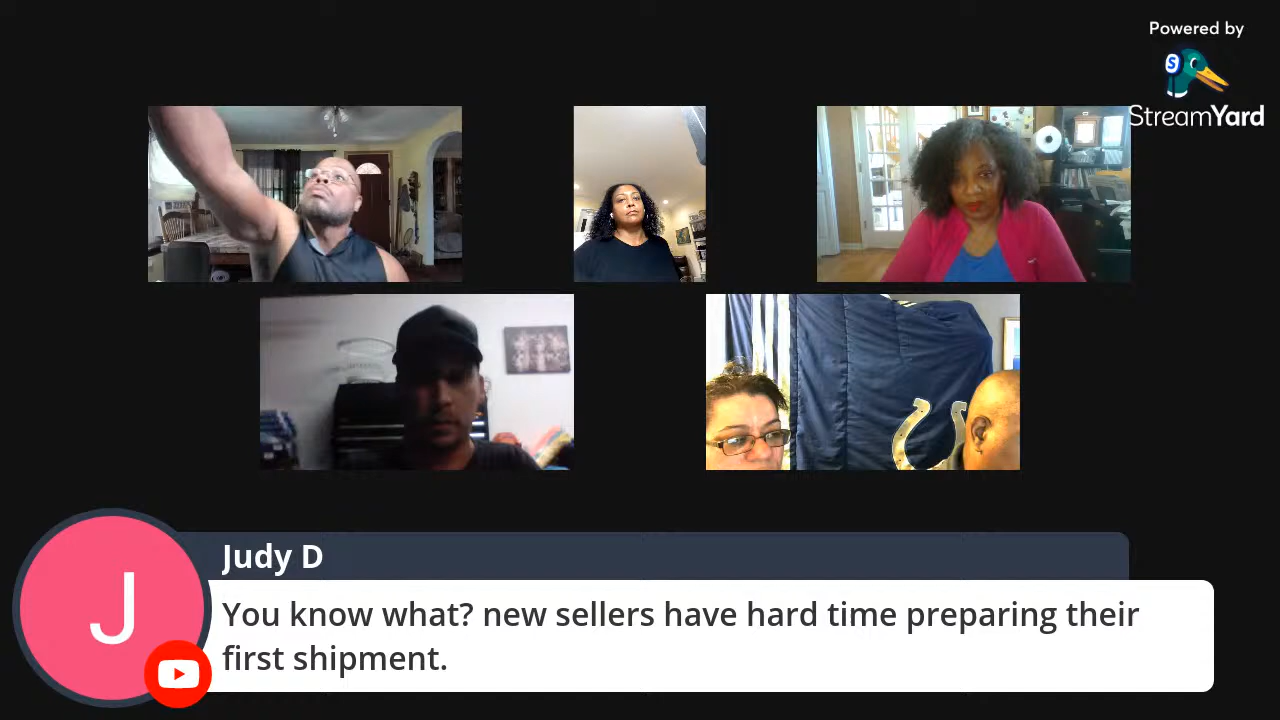 Powered by
S
StreamYard
J
Judy D
You know what? new sellers have hard time preparing their
first shipment.